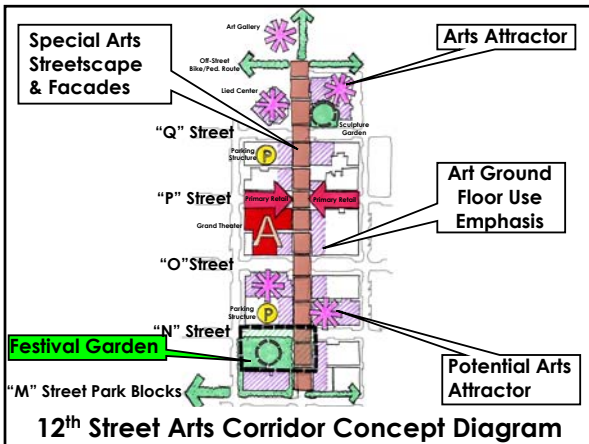 Art Gallery
Special Arts
Streetscape
& Facades
Off-Street
Bike/Ped. Route
Arts Attractor
Lied Center
Sculpture
Garden
“Q” Street
Parking
Structure
P
Art Ground
Floor Use
Emphasis
“P” Street
Primary Retail
Primary Retail
Grand Theater
A
“O”Street
Parking
Structure
P
“N” Street
Festival Garden
Potential Arts
Attractor
“M” Street Park Blocks
12th Street Arts Corridor Concept Diagram